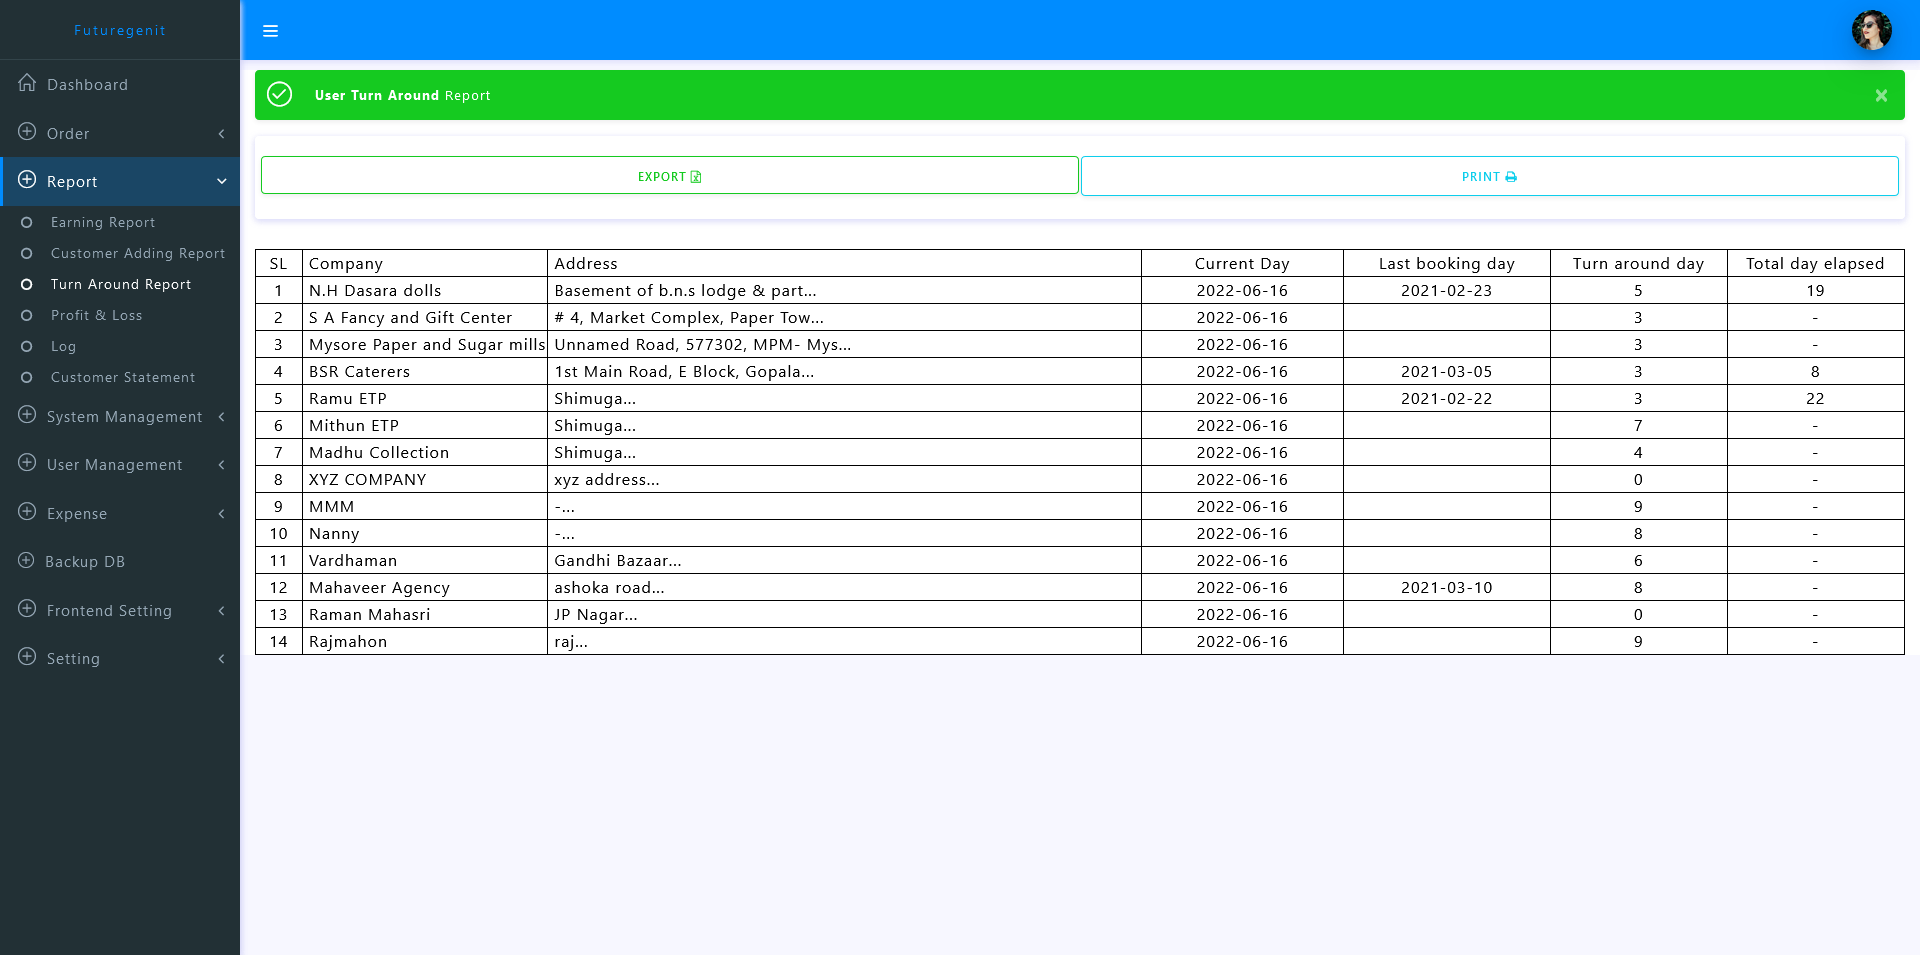 Futuregenit
Dashboard
Order
Report
Earning Report
Customer Adding Report
Turn Around Report
Profit & Loss
Log
Customer Statement
System Management
User Management
Expense
Backup DB
Frontend Setting
Setting
User Turn Around Report
×
EXPORT
PRINT
SL Company Address Current Day Last booking day Turn around day Total day elapsed
1 N.H Dasara dolls Basement of b.n.s lodge & part... 2022-06-16 2021-02-23 5 19
2 S A Fancy and Gift Center # 4, Market Complex, Paper Tow... 2022-06-16 3 -
3 Mysore Paper and Sugar mills Unnamed Road, 577302, MPM- Mys... 2022-06-16 3 -
4 BSR Caterers 1st Main Road, E Block, Gopala... 2022-06-16 2021-03-05 3 8
5 Ramu ETP Shimuga... 2022-06-16 2021-02-22 3 22
6 Mithun ETP Shimuga... 2022-06-16 7 -
7 Madhu Collection Shimuga... 2022-06-16 4 -
8 XYZ COMPANY xyz address... 2022-06-16 0 -
9 MMM -... 2022-06-16 9 -
10 Nanny -... 2022-06-16 8 -
11 Vardhaman Gandhi Bazaar... 2022-06-16 6 -
12 Mahaveer Agency ashoka road... 2022-06-16 2021-03-10 8 -
13 Raman Mahasri JP Nagar... 2022-06-16 0 -
14 Rajmahon raj... 2022-06-16 9 -